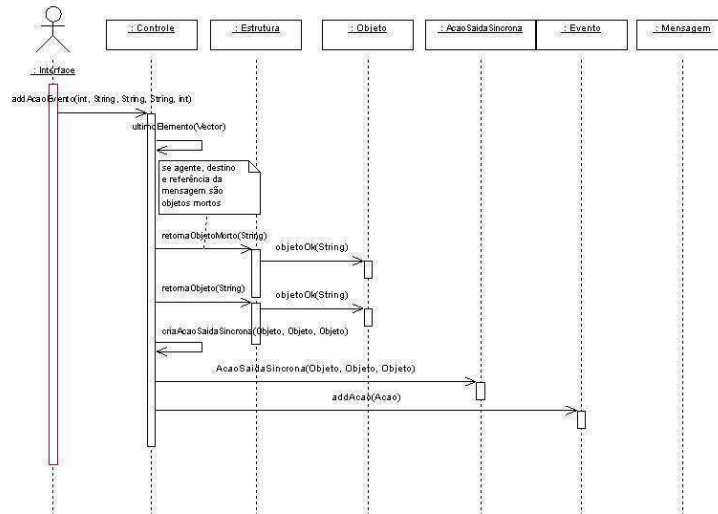 : Controle
: Estrutura
: Objeto
: AcaoSaidaSincrona
: Evento
: Mensagem
: Interface
addAcaoEvento(int, String, String, String, int)
ultimoElemento(Vector)
se agente, destino
e referência da
mensagem são
objetos mortos
retornaObjetoMorto(String)
objetoOk(String)
retornaObjeto(String)
objetoOk(String)
criaAcaoSaidaSincrona(Objeto, Objeto, Objeto)
AcaoSaidaSincrona(Objeto, Objeto, Objeto)
addAcao(Acao)